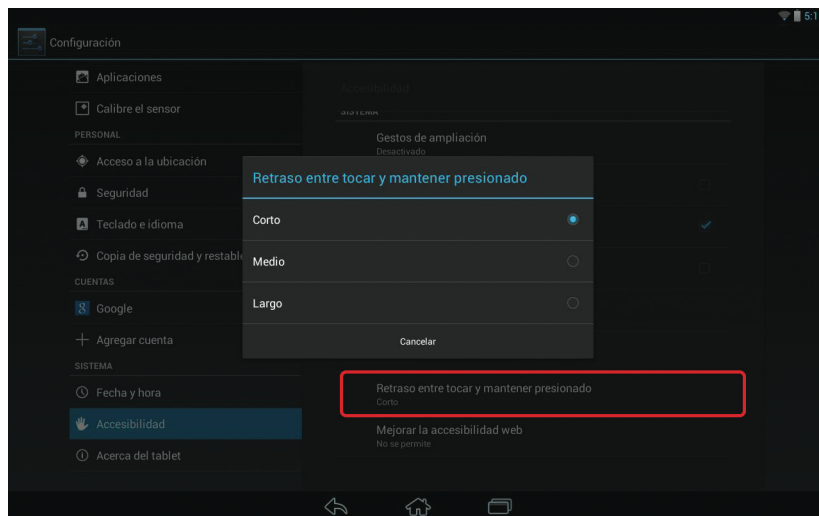 5:1
Configuración
Aplicaciones
Calibre el sensor
PERSONAL
Acceso a la ubicación
Seguridad
Teclado e idioma
Copia de seguridad y restable
CUENTAS
Google
Agregar cuenta
SISTEMA
Fecha y hora
Accesibilidad
Acerca del tablet
Accesibilidad
SISTEMA
Gestos de ampliación
Desactivado
Retraso entre tocar y mantener presionado
Corto
Medio
Largo
Cancelar
Retraso entre tocar y mantener presionado
Corto
Mejorar la accesibilidad web
No se permite